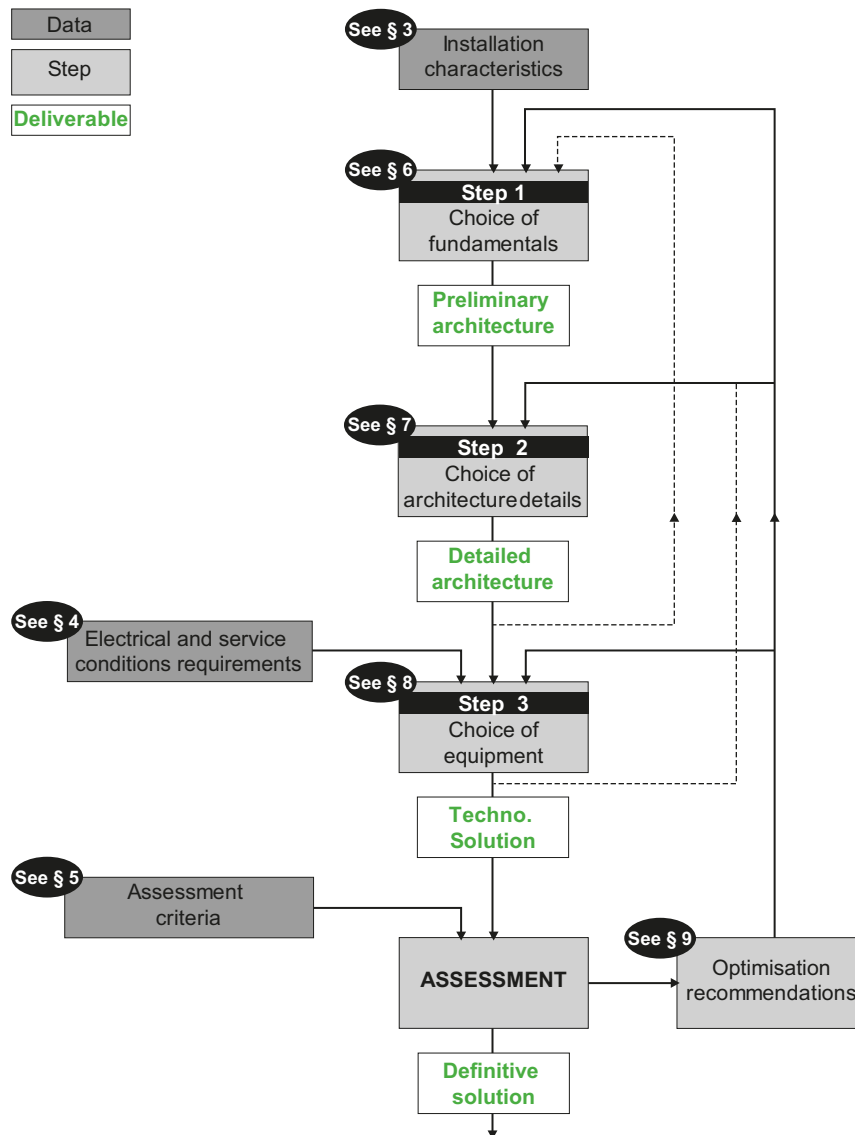 Data
Step
Deliverable
See § 3
Installation
characteristics
See § 6
Step 1
Choice of
fundamentals
Preliminary
architecture
See § 7
Step 2
Choice of
architecture details
Detailed
architecture
See § 4
Electrical and service
conditions requirements
See § 8
Step 3
Choice of
equipment
Techno.
Solution
See § 5
Assessment
criteria
ASSESSMENT
See § 9
Optimisation
recommendations
Definitive
solution